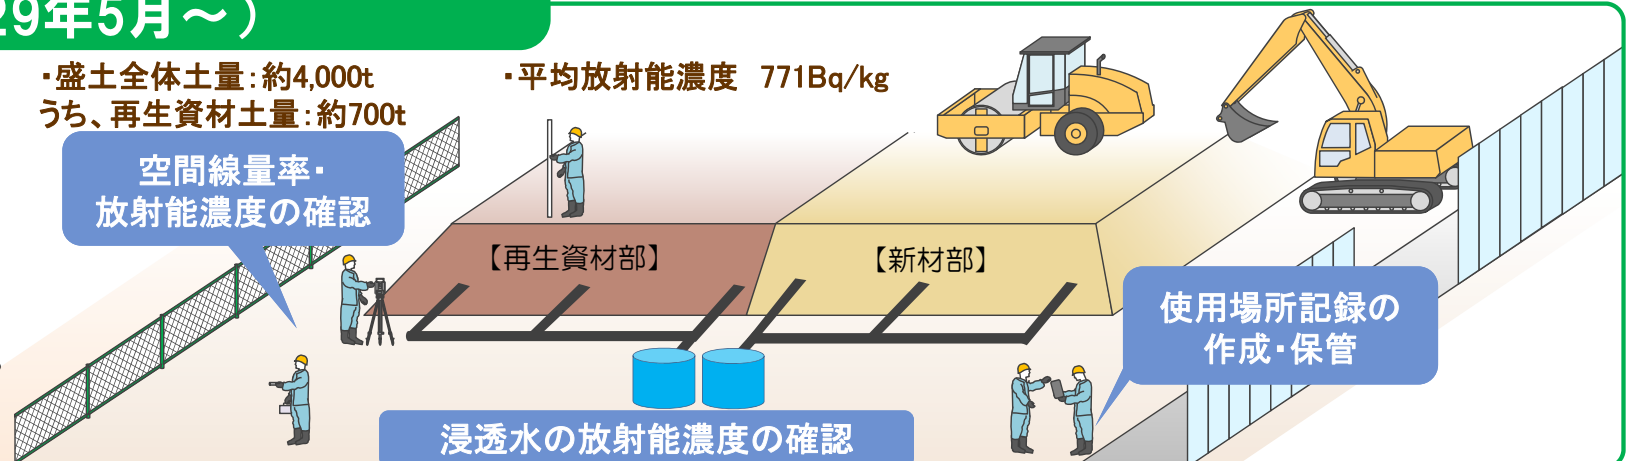 29年5月～）
・盛土全体土量：約4,000t
うち、再生資材土量：約700t
・平均放射能濃度　771Bq/kg
空間線量率・
放射能濃度の確認
【再生資材部】
【新材部】
使用場所記録の
作成・保管
浸透水の放射能濃度の確認